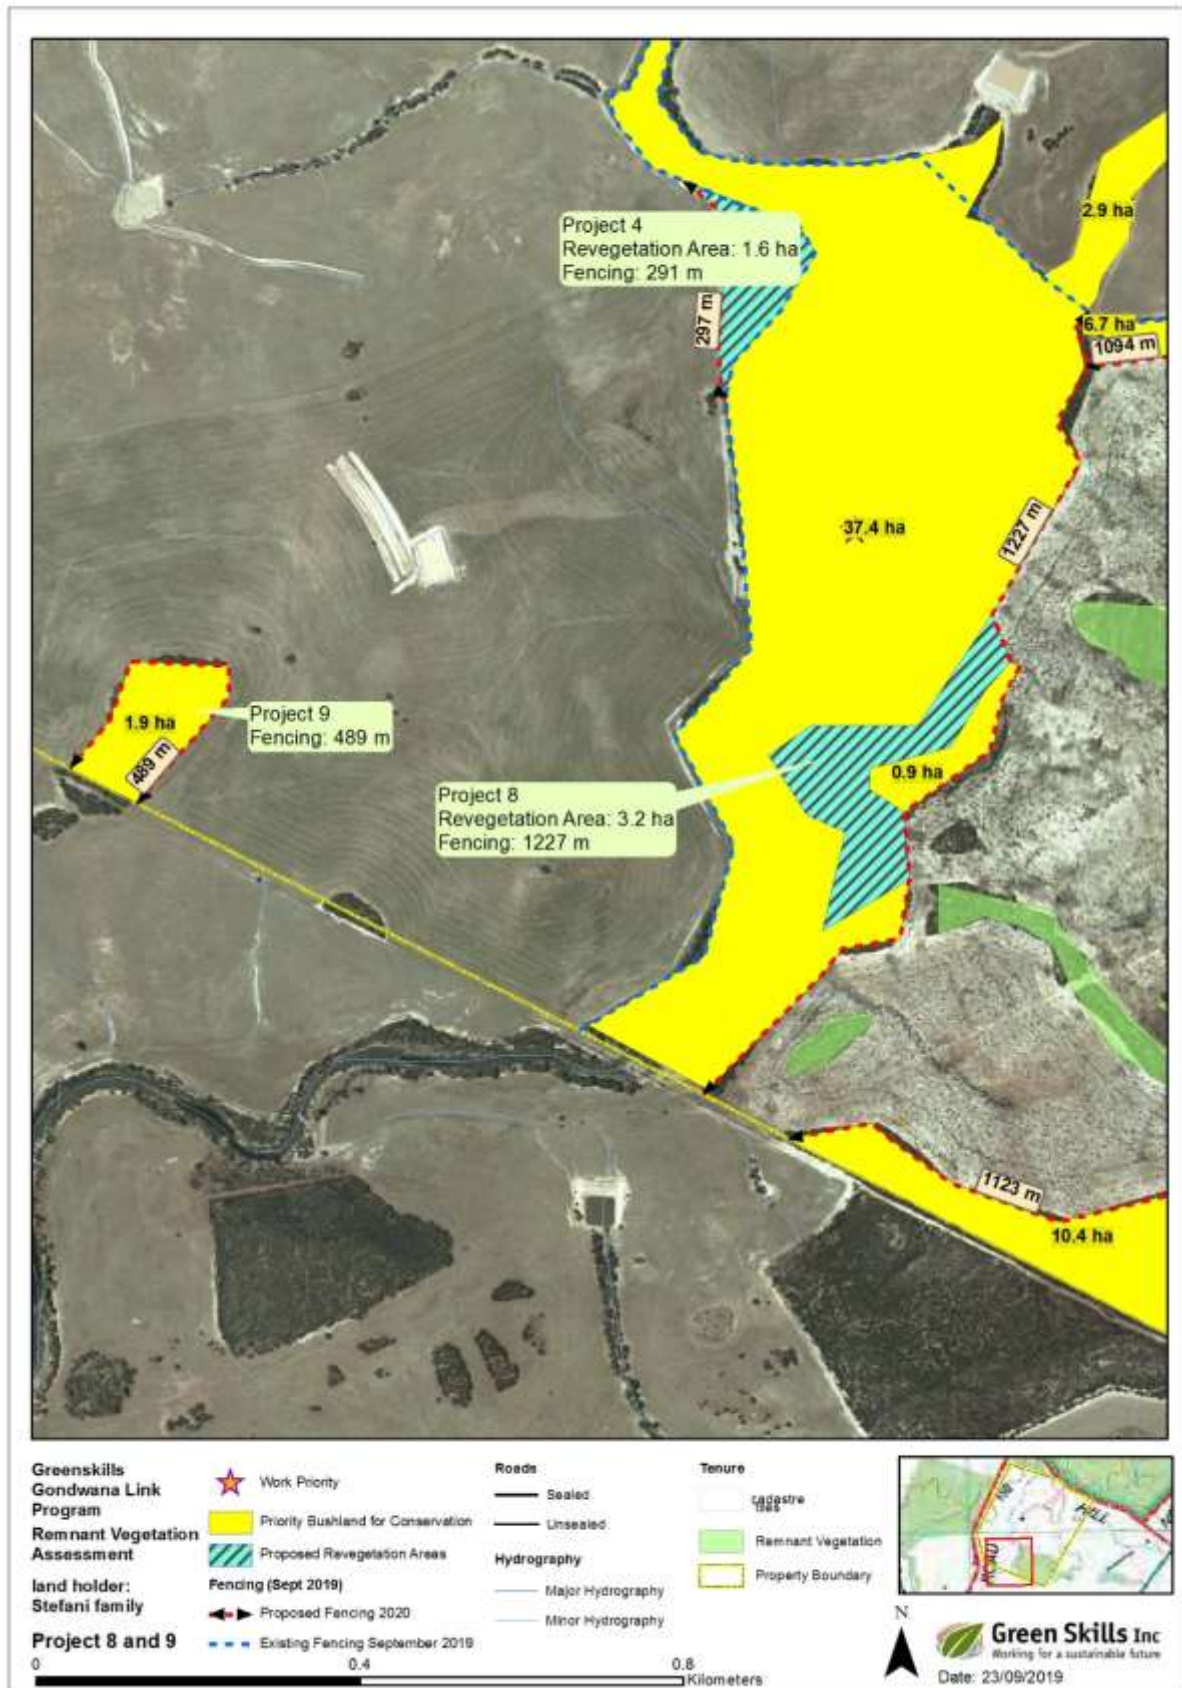 2.9 ha
Project 4
Revegetation Area: 1.6 ha
Fencing: 291 m
297 m
6.7 ha
1094 m
37.4 ha
1227 m
1.9 ha
Project 9
Fencing: 489 m
489 m
0.9 ha
Project 8
Revegetation Area: 3.2 ha
Fencing: 1227 m
1123 m
10.4 ha
Greenskills
Gondwana Link
Program
Remnant Vegetation
Assessment
land holder:
Stefani family
Project 8 and 9
Work Priority
Priority Bushland for Conservation
Proposed Revegetation Areas
Fencing (Sept 2019)
Proposed Fencing 2020
Existing Fencing September 2019
Roads
Sealed
Unsealed
Hydrography
Major Hydrography
Minor Hydrography
Tenure
cadastre
Remnant Vegetation
Property Boundary
HILL
N
Green Skills Inc
Working for a sustainable future
Date: 23/09/2019
0
0.4
0.8
Kilometers